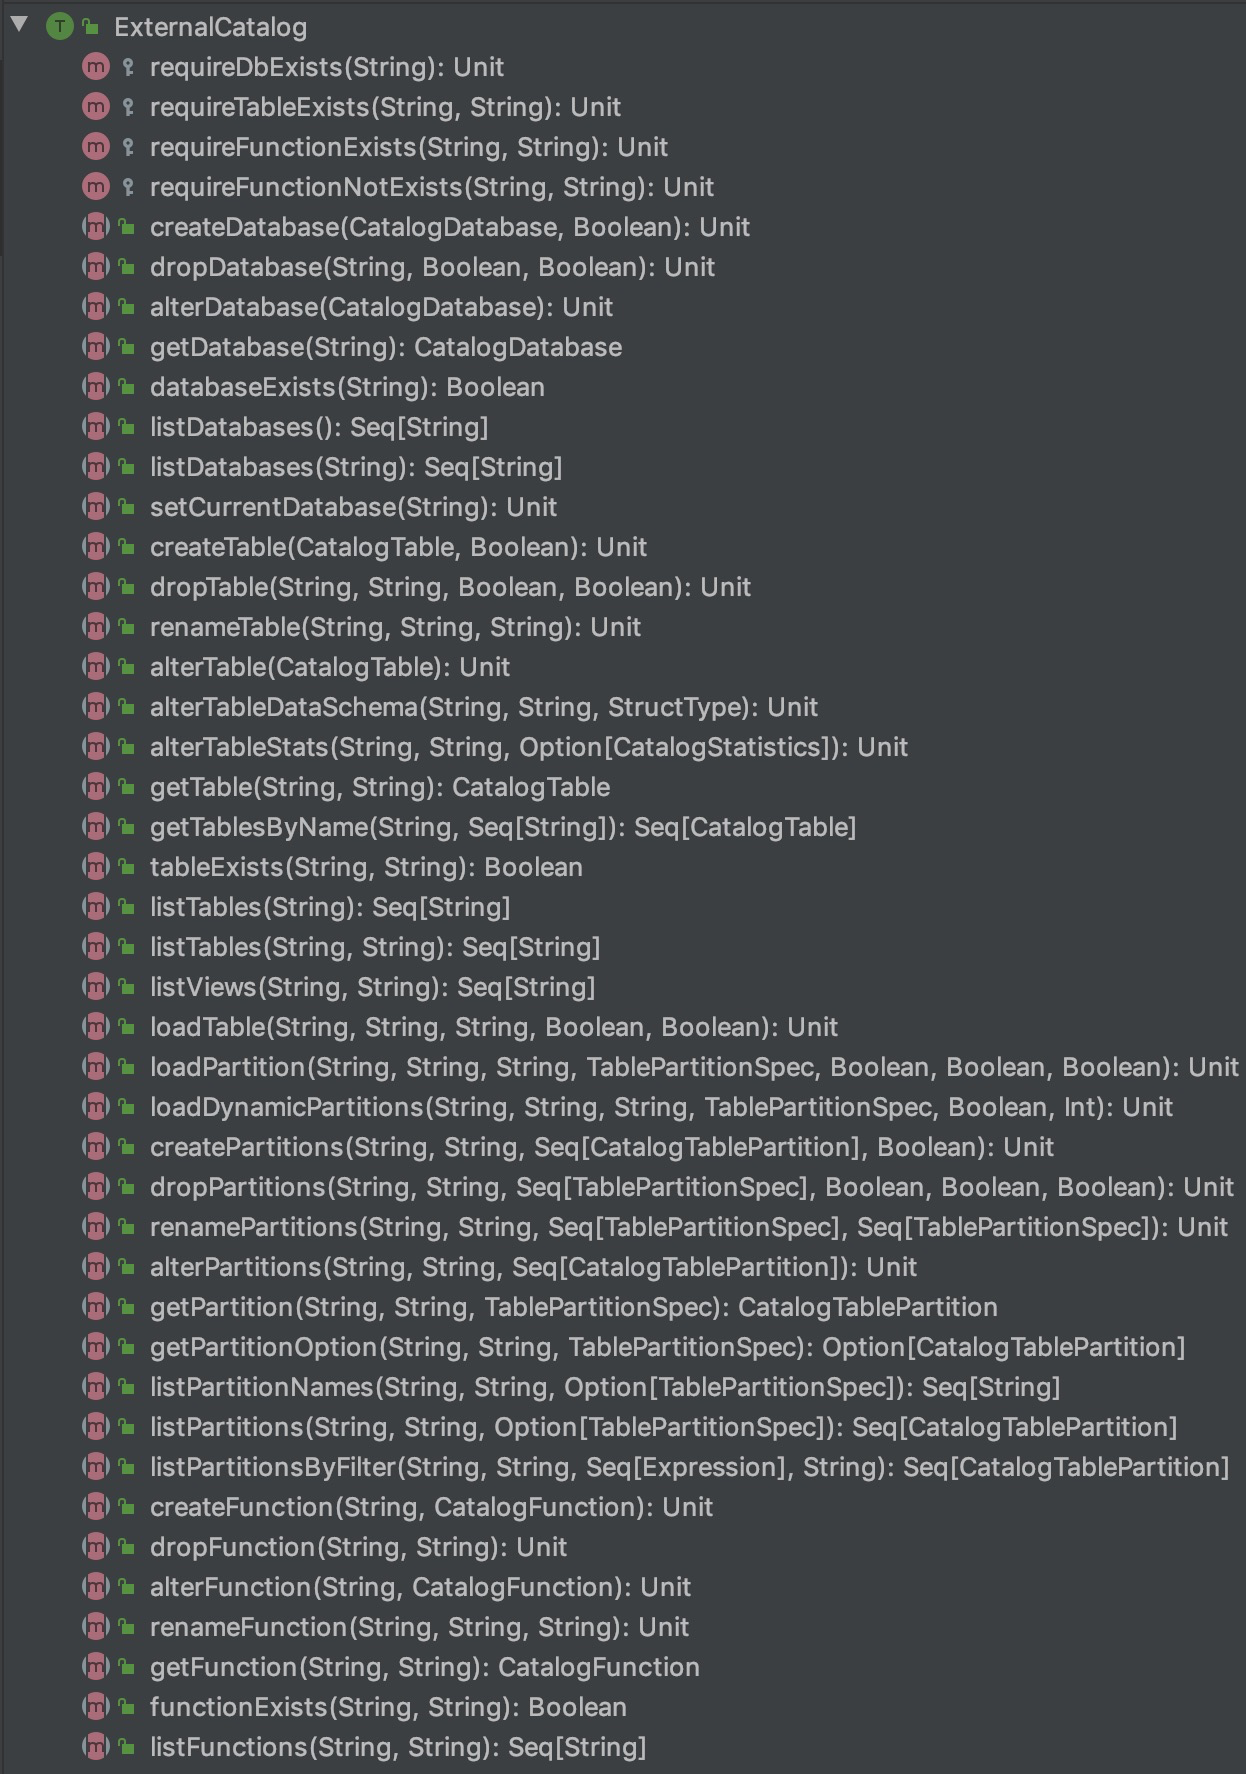 ExternalCatalog
requireDbExists(String): Unit
requireTableExists(String, String): Unit
requireFunctionExists(String, String): Unit
requireFunctionNotExists(String, String): Unit
createDatabase(CatalogDatabase, Boolean): Unit
dropDatabase(String, Boolean, Boolean): Unit
alterDatabase(CatalogDatabase): Unit
getDatabase(String): CatalogDatabase
databaseExists(String): Boolean
listDatabases(): Seq[String]
listDatabases(String): Seq[String]
setCurrentDatabase(String): Unit
createTable(CatalogTable, Boolean): Unit
dropTable(String, String, Boolean, Boolean): Unit
renameTable(String, String, String): Unit
alterTable(CatalogTable): Unit
alterTableDataSchema(String, String, StructType): Unit
alterTableStats(String, String, Option[CatalogStatistics]): Unit
getTable(String, String): CatalogTable
getTablesByName(String, Seq[String]): Seq[CatalogTable]
tableExists(String, String): Boolean
listTables(String): Seq[String]
listTables(String, String): Seq[String]
listViews(String, String): Seq[String]
loadTable(String, String, String, Boolean, Boolean): Unit
loadPartition(String, String, String, TablePartitionSpec, Boolean, Boolean, Boolean): Unit
loadDynamicPartitions(String, String, String, TablePartitionSpec, Boolean, Int): Unit
createPartitions(String, String, Seq[CatalogTablePartition], Boolean): Unit
dropPartitions(String, String, Seq[TablePartitionSpec], Boolean, Boolean, Boolean): Unit
renamePartitions(String, String, Seq[TablePartitionSpec], Seq[TablePartitionSpec]): Unit
alterPartitions(String, String, Seq[CatalogTablePartition]): Unit
getPartition(String, String, TablePartitionSpec): CatalogTablePartition
getPartitionOption(String, String, TablePartitionSpec): Option[CatalogTablePartition]
listPartitionNames(String, String, Option[TablePartitionSpec]): Seq[String]
listPartitions(String, String, Option[TablePartitionSpec]): Seq[CatalogTablePartition]
listPartitionsByFilter(String, String, Seq[Expression], String): Seq[CatalogTablePartition]
createFunction(String, CatalogFunction): Unit
dropFunction(String, String): Unit
alterFunction(String, CatalogFunction): Unit
renameFunction(String, String, String): Unit
getFunction(String, String): CatalogFunction
functionExists(String, String): Boolean
listFunctions(String, String): Seq[String]